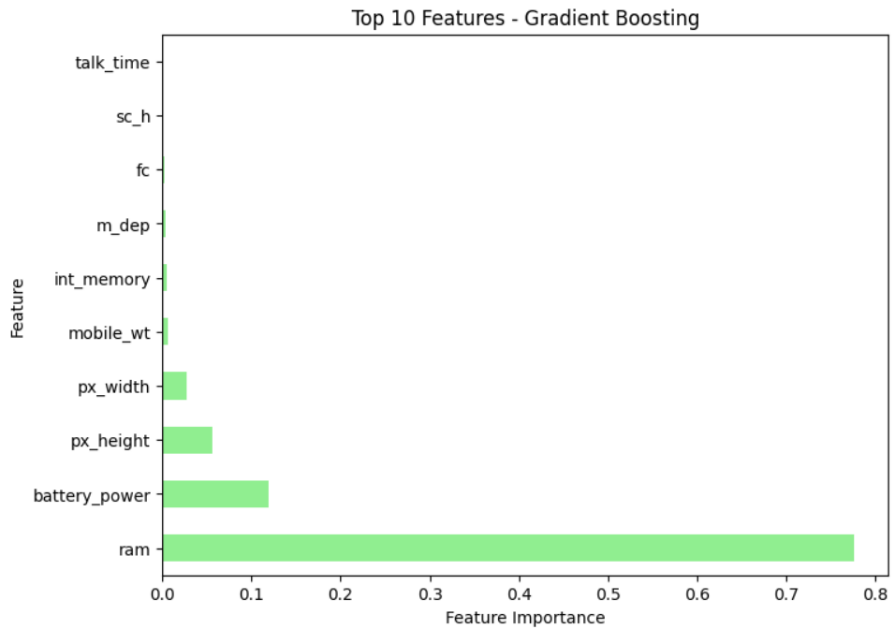 Top 10 Features - Gradient Boosting
talk_time
sc_h
fc
m_dep
int_memory
mobile_wt
px_width
px_height
battery_power
ram
Feature
0.0 0.1 0.2 0.3 0.4 0.5 0.6 0.7 0.8
Feature Importance